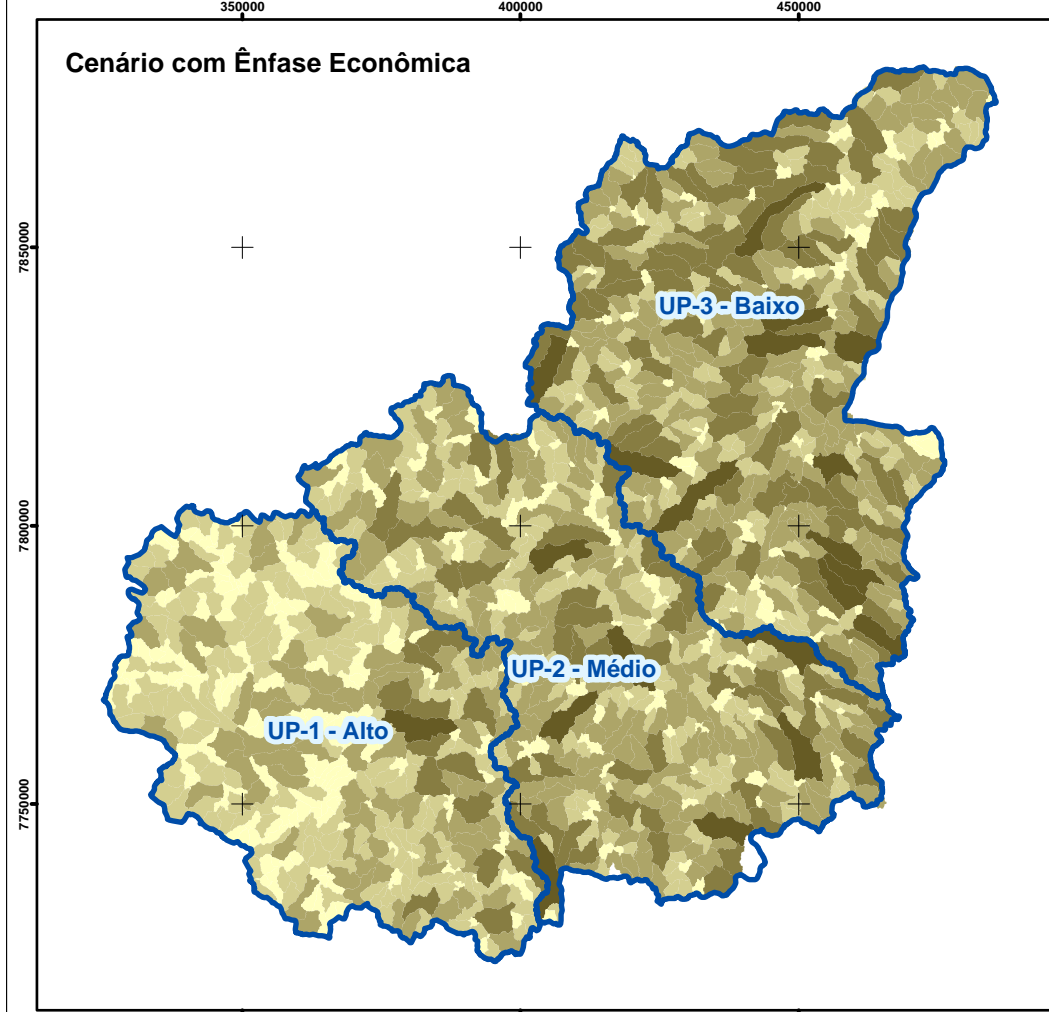 350000 400000 450000
Cenário com Ênfase Econômica
7850000
UP-3 - Baixo
7800000
UP-2 - Médio
UP-1 - Alto
7750000